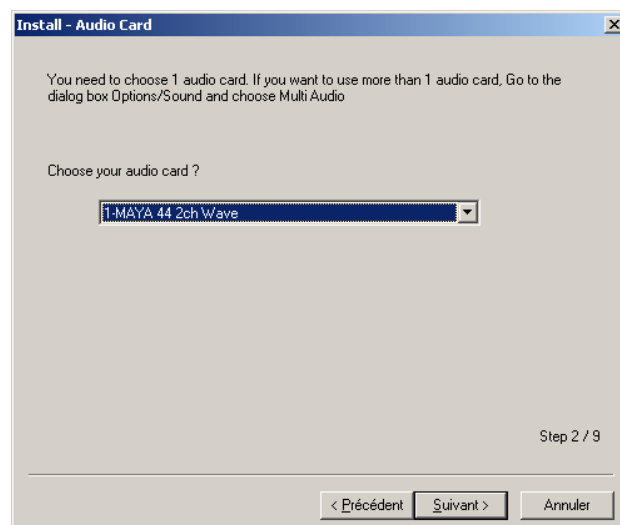 Install - Audio Card
You need to choose 1 audio card. If you want to use more than 1 audio card, Go to the
dialog box Options/Sound and choose Multi Audio
Choose your audio card ?
1-MAYA 44 2ch Wave
Step 2 / 9
< Précédent
Suivant >
Annuler